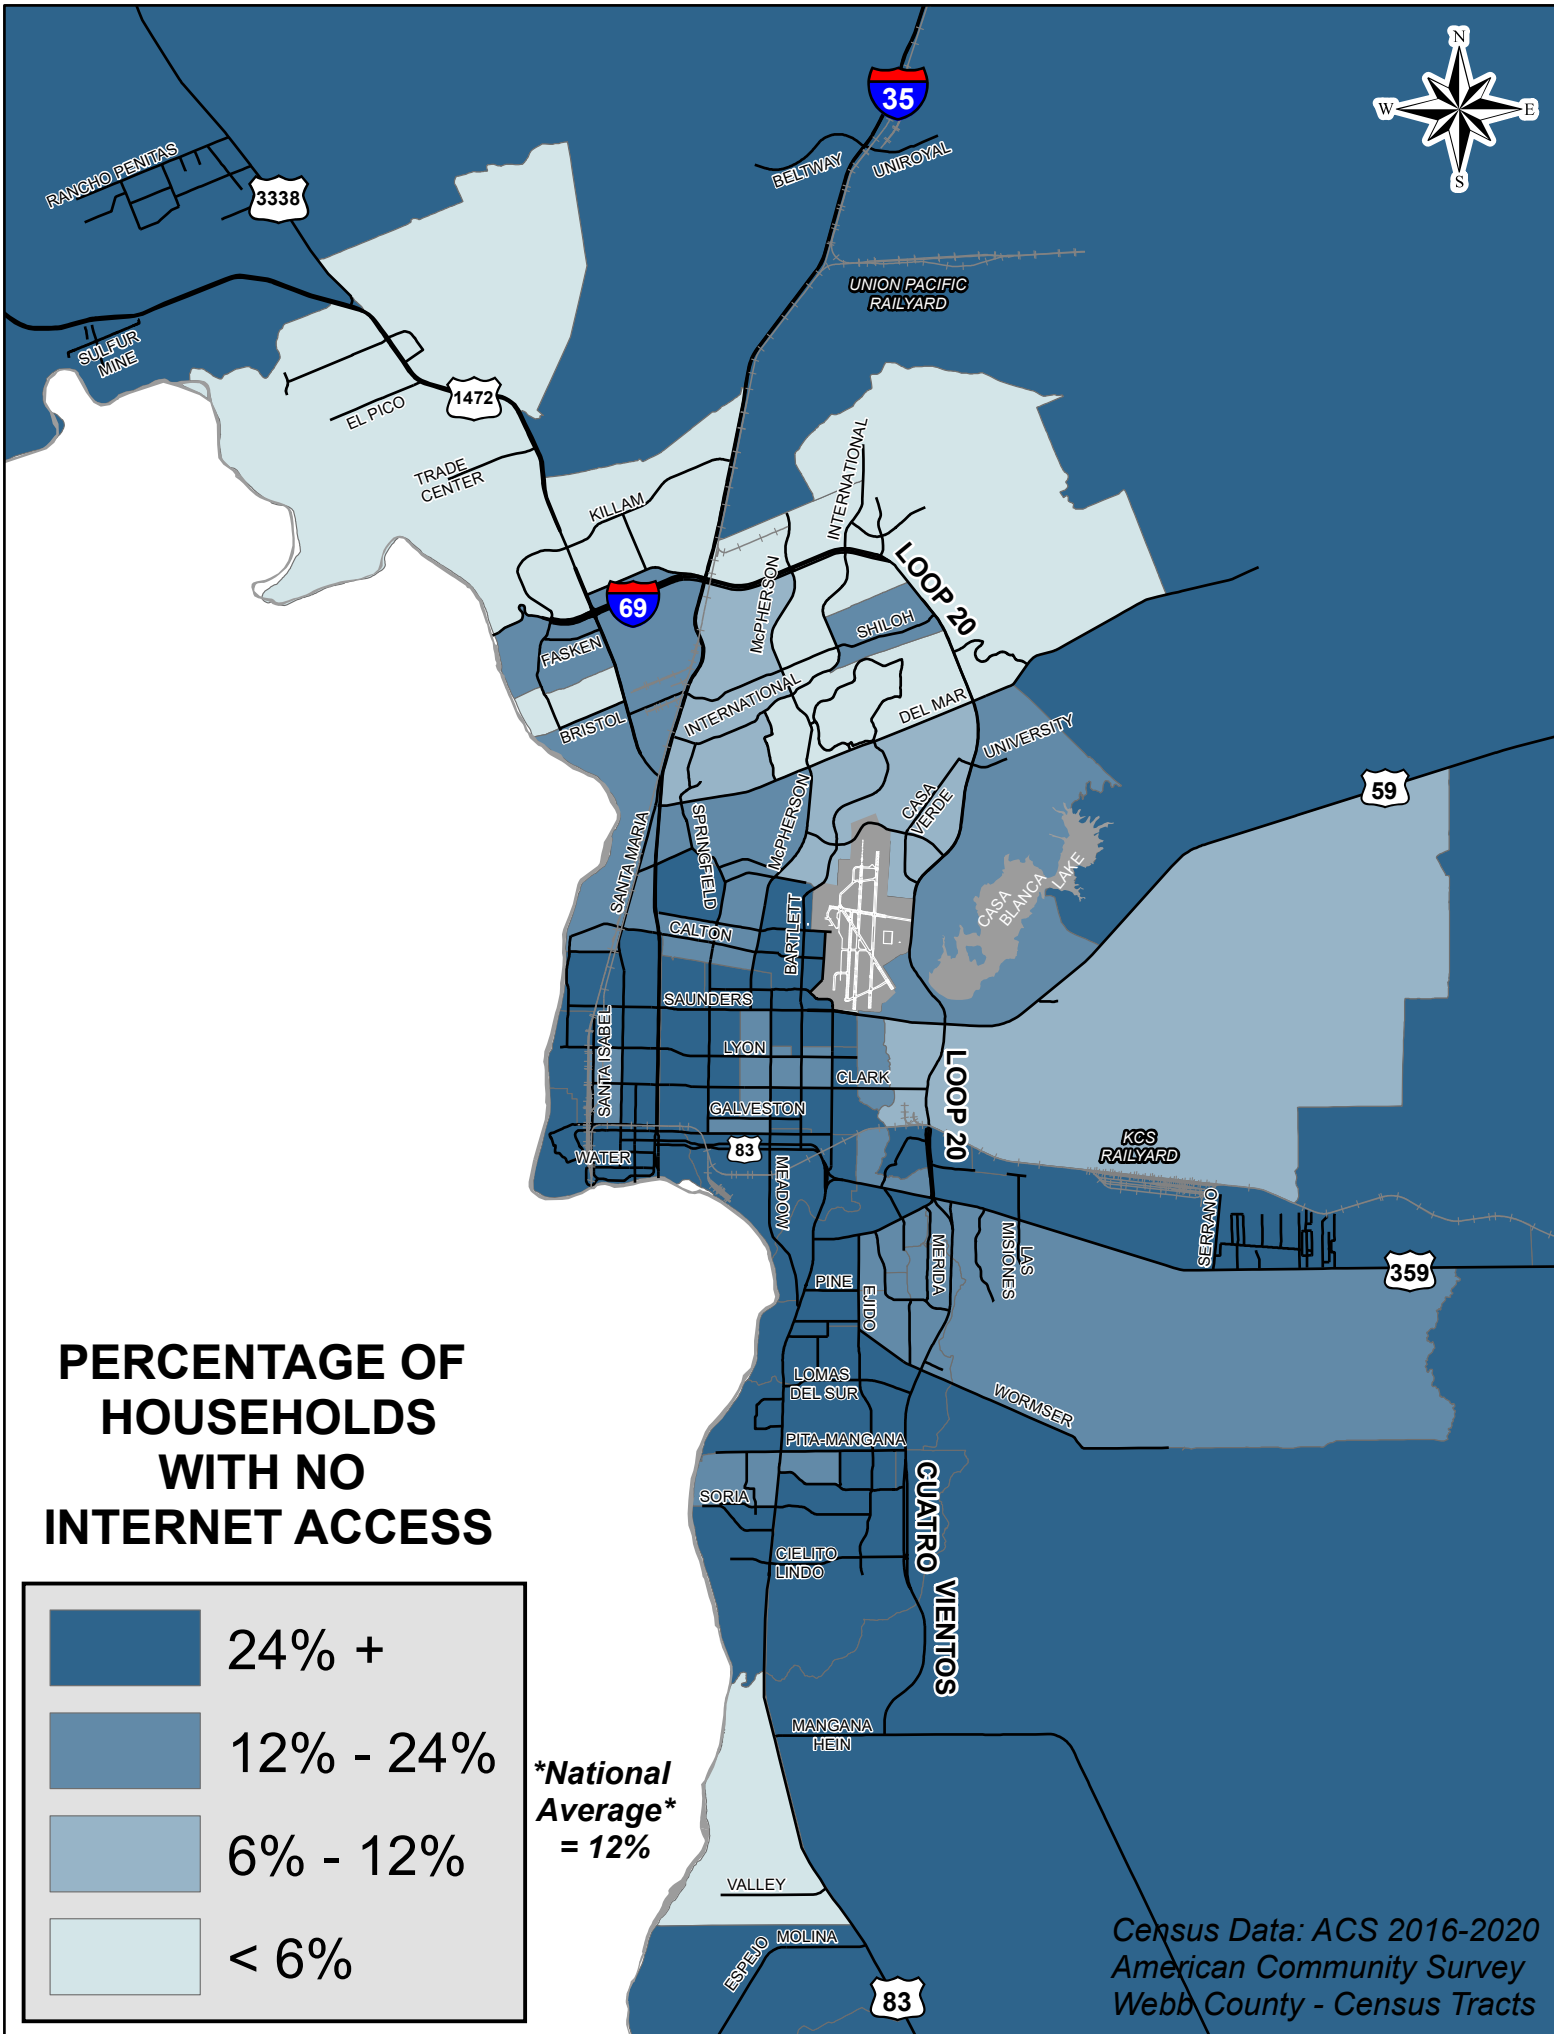 N
W
E
S
35
RANCHO PENITAS
3338
BELTWAY
UNIROYAL
UNION PACIFIC
RAILYARD
SULFUR
MINE
EL PICO
1472
TRADE
CENTER
KILLAM
INTERNATIONAL
LOOP 20
69
McPHERSON
SHILOH
FASKEN
BRISTOL
INTERNATIONAL
DEL MAR
UNIVERSITY
59
SANTA MARIA
SPRINGFIELD
McPHERSON
CASA
VERDE
CASA
BLANCA
LAKE
CALTON
BARTLETT
SAUNDERS
SANTA ISABEL
LYON
CLARK
LOOP 20
GALVESTON
83
WATER
MEADOW
KCS
RAILYARD
SERRANO
MERIDA
LAS
MISIONES
359
PINE
EJIDO
LOMAS
DEL SUR
WORMSER
PITA-MANGANA
SORIA
CUATRO VIENTOS
CIELITO
LINDO
MANGANA
HEIN
VALLEY
MOLINA
ESPEJO
83
PERCENTAGE OF
HOUSEHOLDS
WITH NO
INTERNET ACCESS
24% +
12% - 24%
6% - 12%
< 6%
*National
Average*
= 12%
Census Data: ACS 2016-2020
American Community Survey
Webb County - Census Tracts